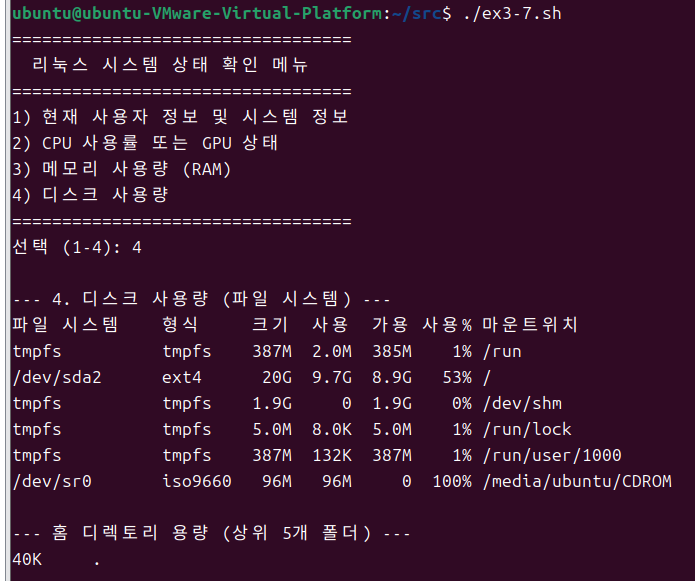 ubuntu@ubuntu-VMware-Virtual-Platform:~/src$ ./ex3-7.sh
==================================
  리눅스 시스템 상태 확인 메뉴
==================================
1) 현재 사용자 정보 및 시스템 정보
2) CPU 사용률 또는 GPU 상태
3) 메모리 사용량 (RAM)
4) 디스크 사용량
==================================
선택 (1-4): 4

--- 4. 디스크 사용량 (파일 시스템) ---
파일 시스템    형식     크기  사용  가용 사용% 마운트위치
tmpfs          tmpfs    387M  2.0M  385M    1% /run
/dev/sda2      ext4      20G  9.7G  8.9G   53% /
tmpfs          tmpfs    1.9G     0  1.9G    0% /dev/shm
tmpfs          tmpfs    5.0M  8.0K  5.0M    1% /run/lock
tmpfs          tmpfs    387M  132K  387M    1% /run/user/1000
/dev/sr0       iso9660   96M   96M     0  100% /media/ubuntu/CDROM

--- 홈 디렉토리 용량 (상위 5개 폴더) ---
40K     .